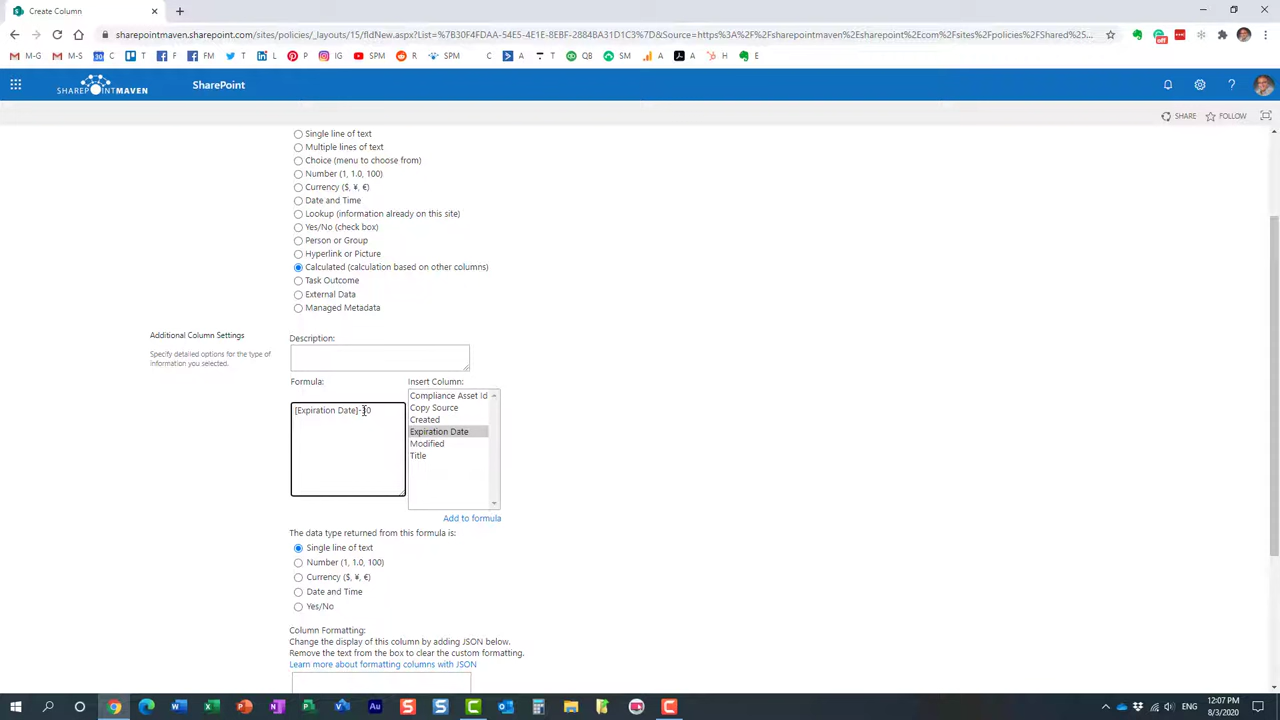 Create Column
sharepointmaven.com/sites/policies/_layouts/15/fldNew.aspx?List=%7B30F4FDAA-54E5-4E1E-8EBF-2884BA31D1C3%7D&Source=https%3A%2F%2Fsharepointmaven%2Esharepoint%2Ecom%2Fsites%2Fpolicies%2FShared%25...
M-G M-S C T F FM T L P IG SPM R SPM C A T QB SM A A H E
SHAREPOINTMAVEN SharePoint
SHARE FOLLOW
Single line of text
Multiple lines of text
Choice (menu to choose from)
Number (1, 1.0, 100)
Currency ($, ¥, €)
Date and Time
Lookup (information already on this site)
Yes/No (check box)
Person or Group
Hyperlink or Picture
Calculated (calculation based on other columns)
Task Outcome
External Data
Managed Metadata
Additional Column Settings
Specify detailed options for the type of
information you selected.
Description:
Formula:
[Expiration Date]-30
Insert Column:
Compliance Asset Id
Copy Source
Created
Expiration Date
Modified
Title
Add to formula
The data type returned from this formula is:
Single line of text
Number (1, 1.0, 100)
Currency ($, ¥, €)
Date and Time
Yes/No
Column Formatting:
Change the display of this column by adding JSON below.
Remove the text from the box to clear the custom formatting.
Learn more about formatting columns with JSON
ENG
12:07 PM
8/3/2020